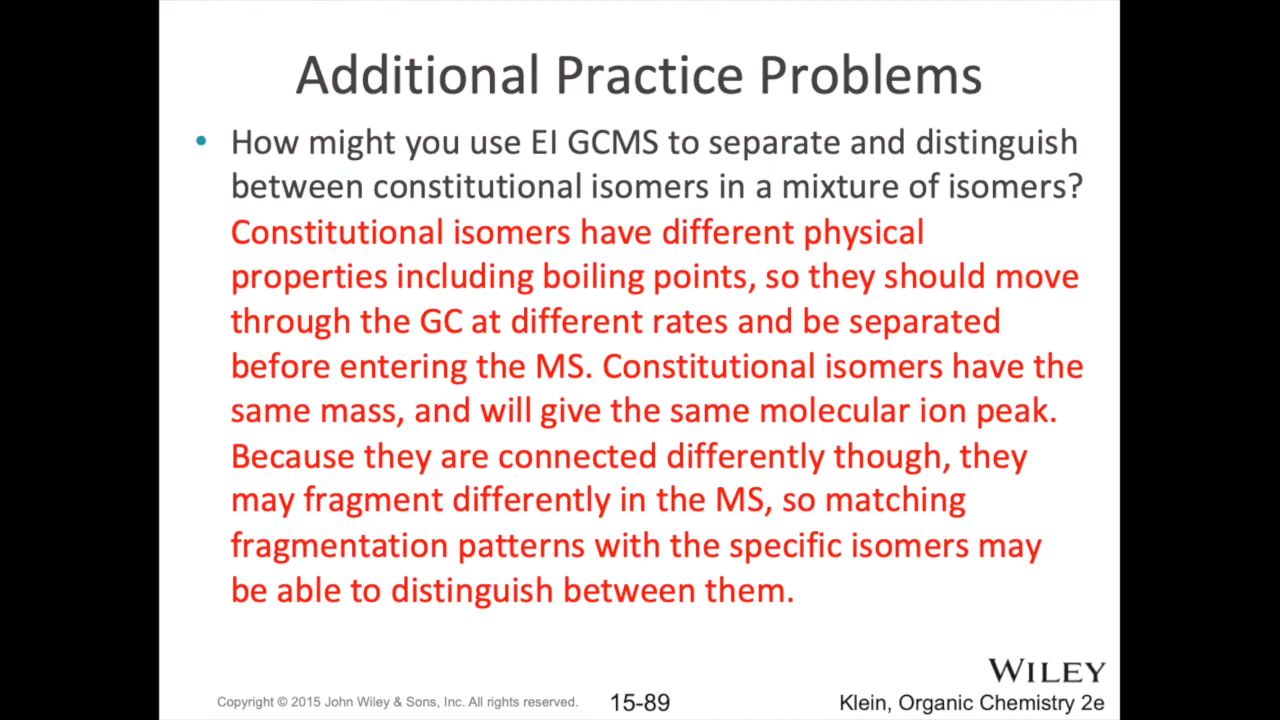 Additional Practice Problems
• How might you use EI GCMS to separate and distinguish
between constitutional isomers in a mixture of isomers?
Constitutional isomers have different physical
properties including boiling points, so they should move
through the GC at different rates and be separated
before entering the MS. Constitutional isomers have the
same mass, and will give the same molecular ion peak.
Because they are connected differently though, they
may fragment differently in the MS, so matching
fragmentation patterns with the specific isomers may
be able to distinguish between them.
WILEY
Copyright © 2015 John Wiley & Sons, Inc. All rights reserved.
15-89
Klein, Organic Chemistry 2e